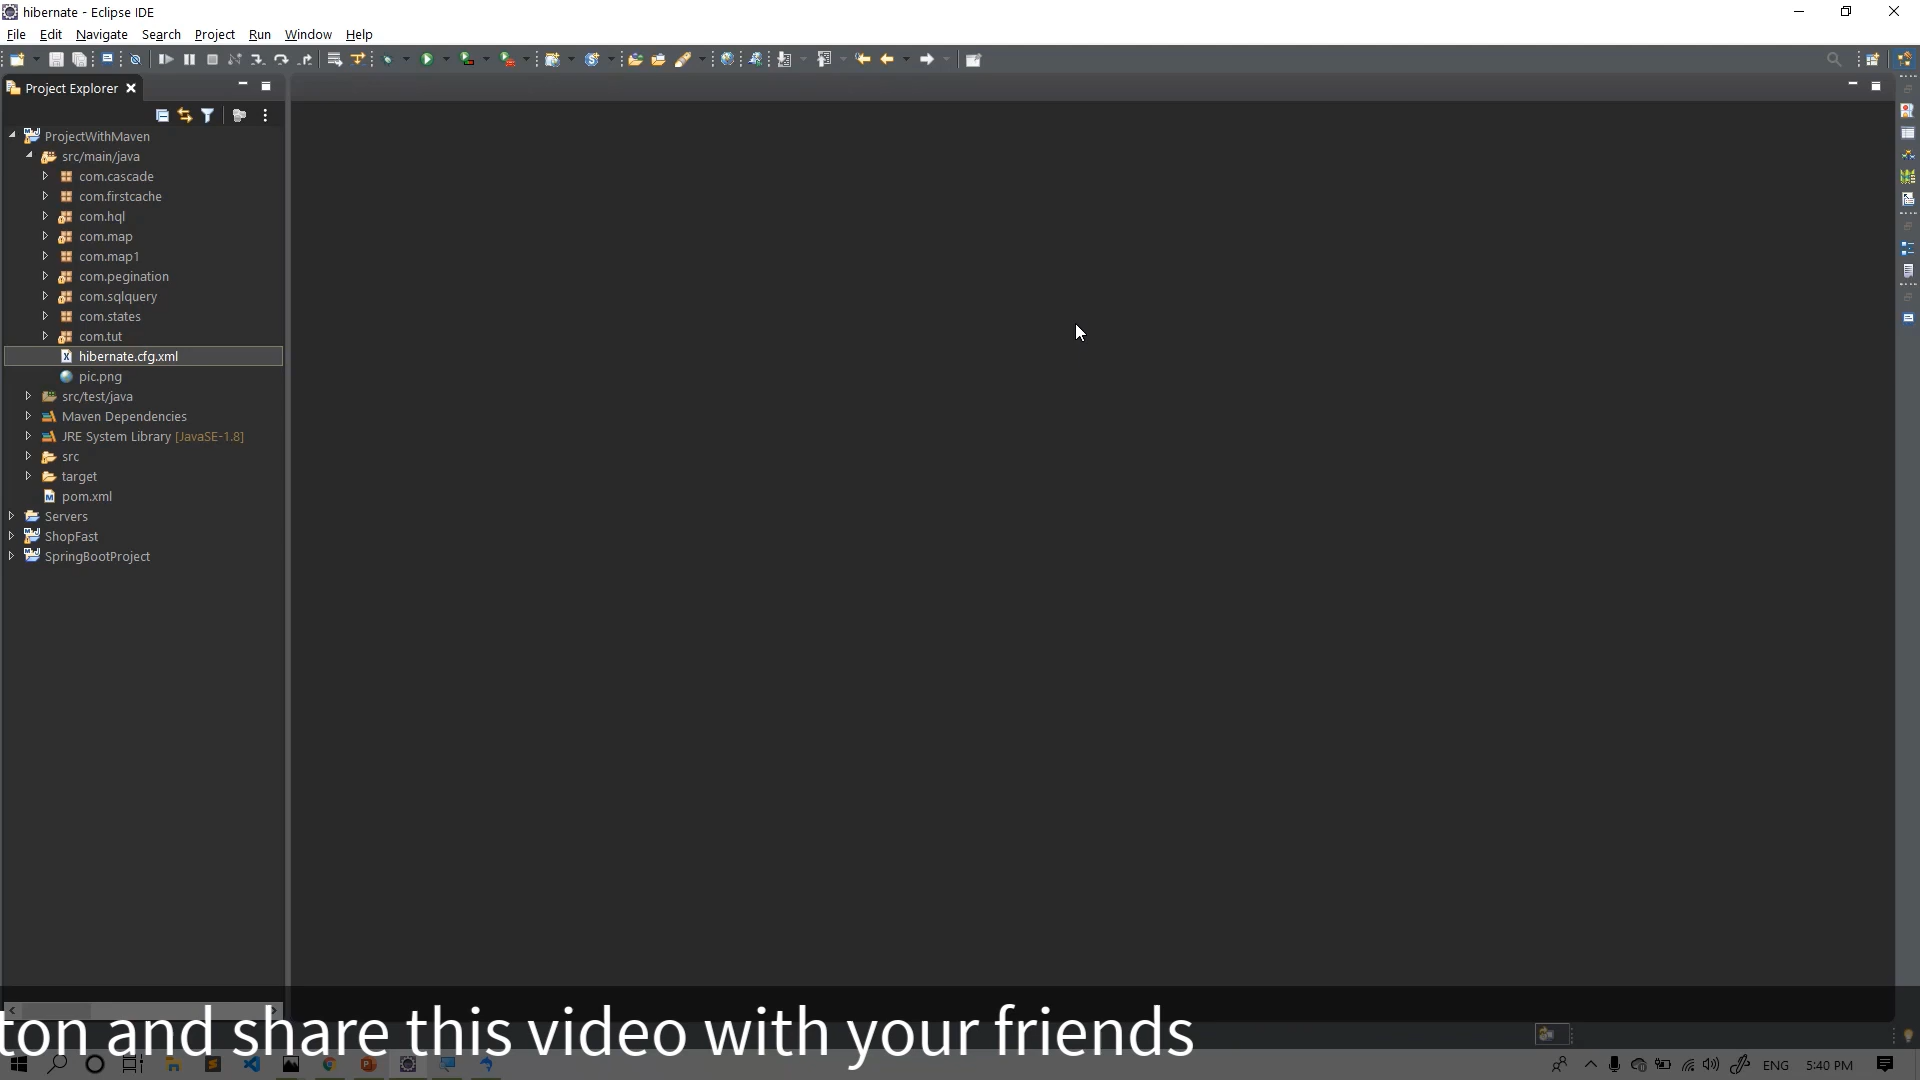 hibernate - Eclipse IDE
File Edit Navigate Search Project Run Window Help
Project Explorer
ProjectWithMaven
src/main/java
com.cascade
com.firstcache
com.hql
com.map
com.map1
com.pegination
com.sqlquery
com.states
com.tut
hibernate.cfg.xml
pic.png
src/test/java
Maven Dependencies
JRE System Library [JavaSE-1.8]
src
target
pom.xml
Servers
ShopFast
SpringBootProject
ton and share this video with your friends
ENG 5:40 PM